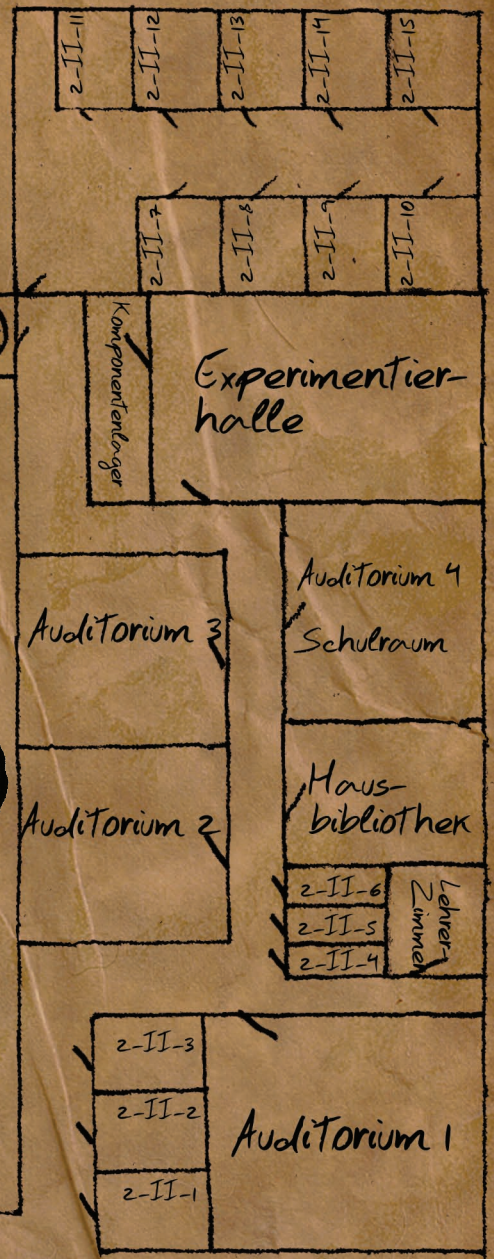 2-II-11
2-II-12
2-II-13
2-II-14
2-II-15
2-II-7
2-II-8
2-II-9
2-II-10
Komponentenlager
Experimentier-
halle
Auditorium 3
Auditorium 4
Schulraum
Auditorium 2
Haus-
bibliothek
2-II-6
2-II-5
2-II-4
Lehrer-
Zimmer
2-II-3
2-II-2
2-II-1
Auditorium 1